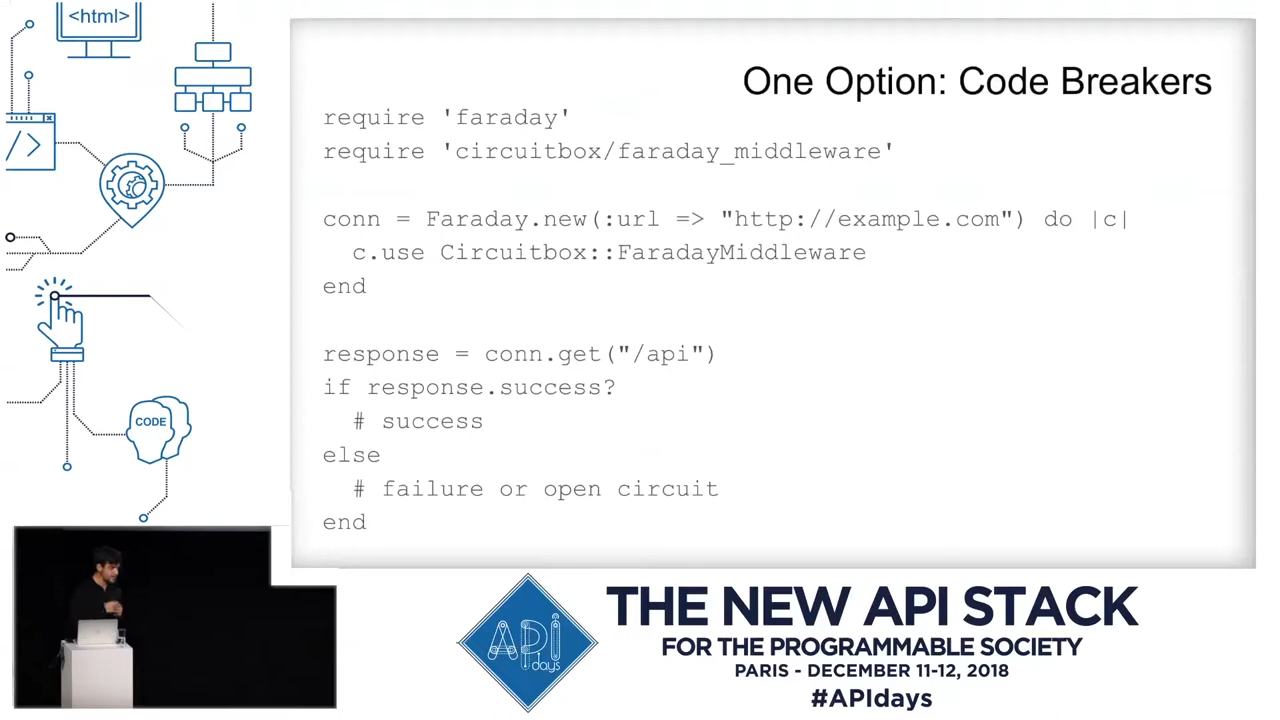 <html>
</>
CODE
One Option: Code Breakers
require 'faraday'
require 'circuitbox/faraday_middleware'
conn = Faraday.new(:url => "http://example.com") do |c|
  c.use Circuitbox::FaradayMiddleware
end
response = conn.get("/api")
if response.success?
  # success
else
  # failure or open circuit
end
API
days
THE NEW API STACK
FOR THE PROGRAMMABLE SOCIETY
PARIS - DECEMBER 11-12, 2018
#APIdays